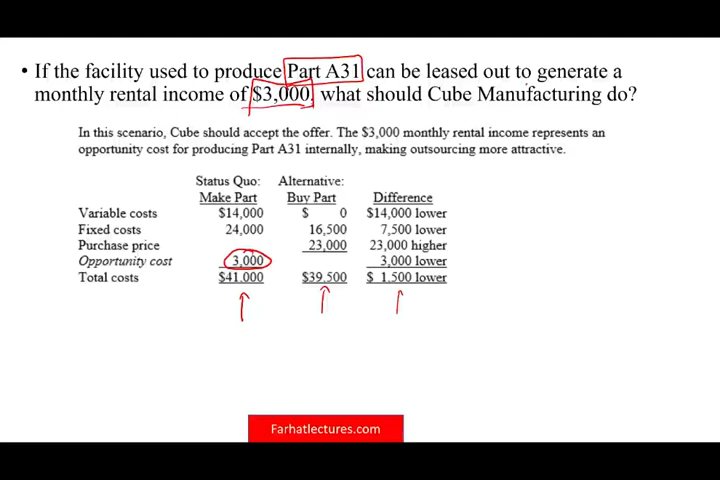 • If the facility used to produce Part A31 can be leased out to generate a
monthly rental income of $3,000, what should Cube Manufacturing do?
In this scenario, Cube should accept the offer. The $3,000 monthly rental income represents an
opportunity cost for producing Part A31 internally, making outsourcing more attractive.
Status Quo: Alternative:
Make Part Buy Part Difference
Variable costs $14,000 $ 0 $14,000 lower
Fixed costs 24,000 16,500 7,500 lower
Purchase price 23,000 23,000 higher
Opportunity cost 3,000 3,000 lower
Total costs $41,000 $39,500 $ 1,500 lower
Farhatlectures.com